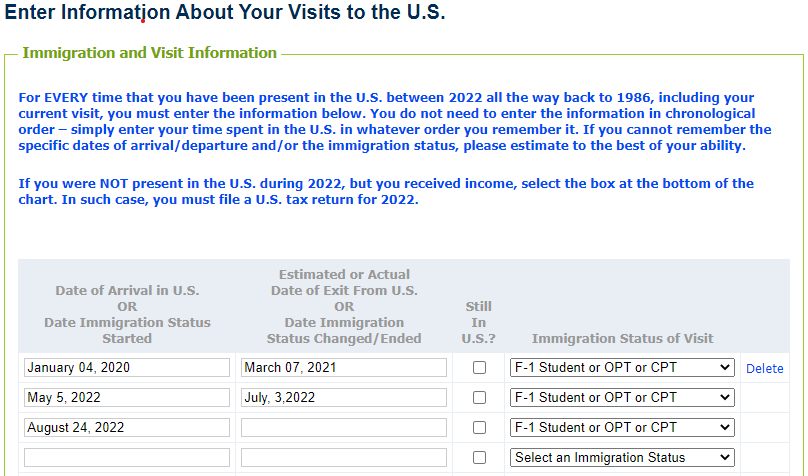 Enter Information About Your Visits to the U.S.
Immigration and Visit Information
For EVERY time that you have been present in the U.S. between 2022 all the way back to 1986, including your
current visit, you must enter the information below. You do not need to enter the information in chronological
order – simply enter your time spent in the U.S. in whatever order you remember it. If you cannot remember the
specific dates of arrival/departure and/or the immigration status, please estimate to the best of your ability.
If you were NOT present in the U.S. during 2022, but you received income, select the box at the bottom of the
chart. In such case, you must file a U.S. tax return for 2022.
Date of Arrival in U.S.
OR
Date Immigration Status
Started
Estimated or Actual
Date of Exit From U.S.
OR
Date Immigration
Status Changed/Ended
Still
In
U.S.?
Immigration Status of Visit
January 04, 2020 March 07, 2021 F-1 Student or OPT or CPT Delete
May 5, 2022 July, 3,2022 F-1 Student or OPT or CPT
August 24, 2022 F-1 Student or OPT or CPT
Select an Immigration Status